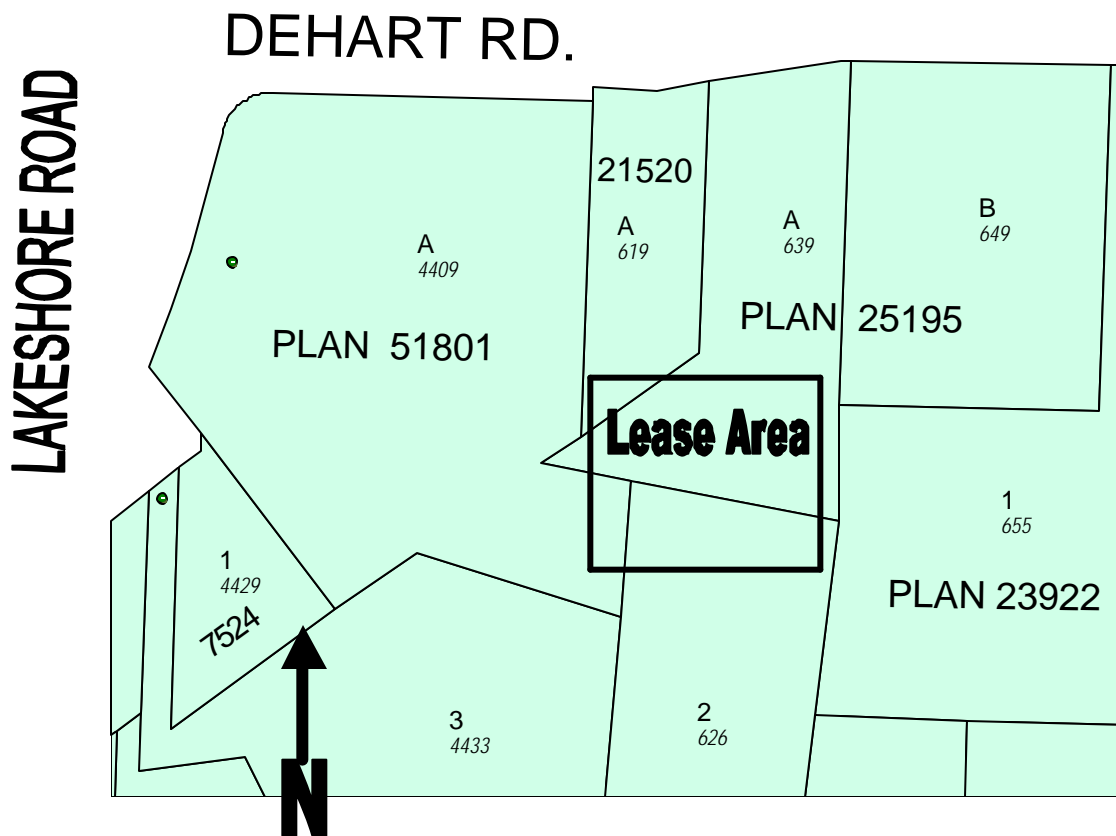 DEHART RD.
LAKESHORE ROAD
21520
A
619
A
639
B
649
A
4409
PLAN 25195
PLAN 51801
Lease Area
1
655
1
4429
7524
PLAN 23922
3
4433
2
626
N